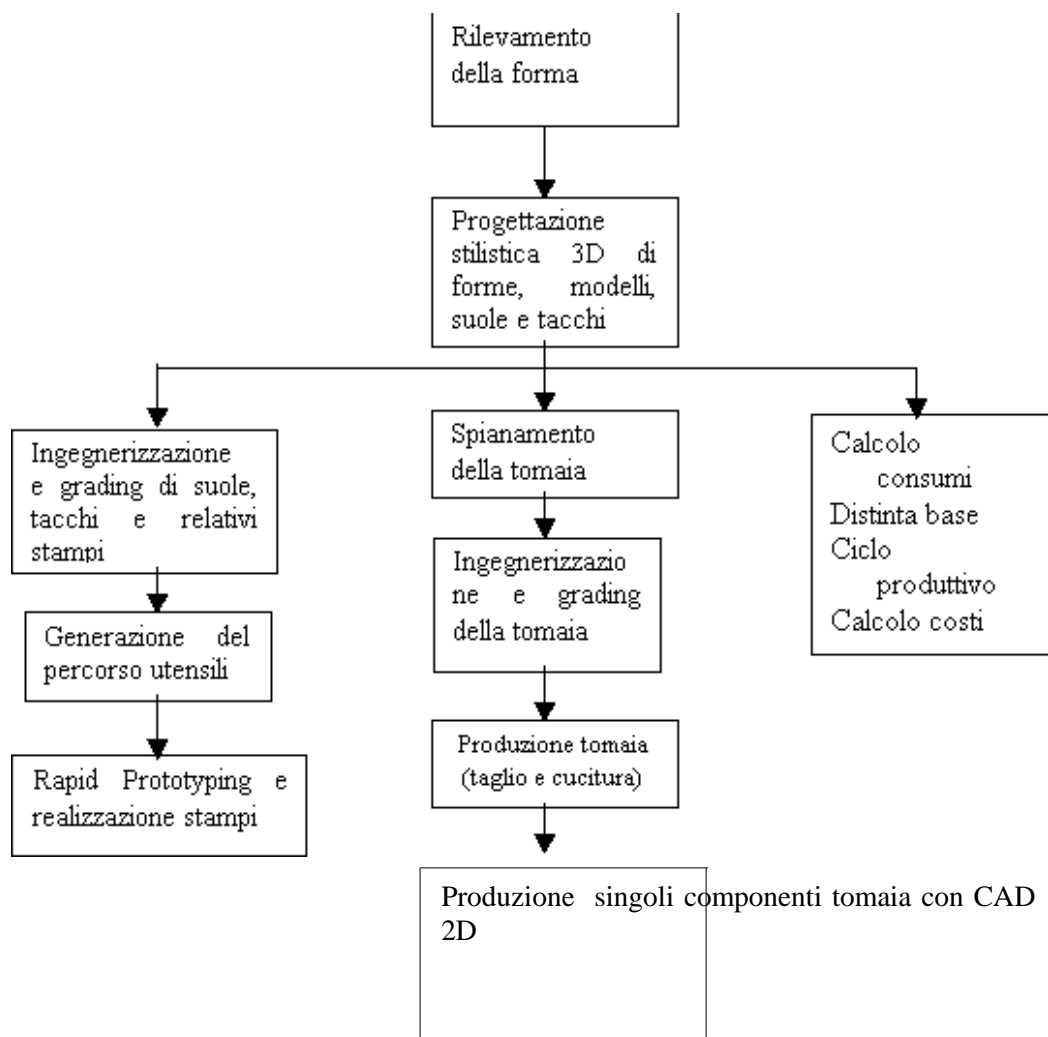 Rilevamento
della forma
Progettazione
stilistica 3D di
forme, modelli,
suole e tacchi
Ingegnerizzazione
e grading di suole,
tacchi e relativi
stampi
Generazione del
percorso utensili
Rapid Prototyping e
realizzazione stampi
Spianamento
della tomaia
Ingegnerizzazio
ne e grading
della tomaia
Produzione tomaia
(taglio e cucitura)
Produzione singoli componenti tomaia con CAD
2D
Calcolo
consumi
Distinta base
Ciclo
produttivo
Calcolo costi